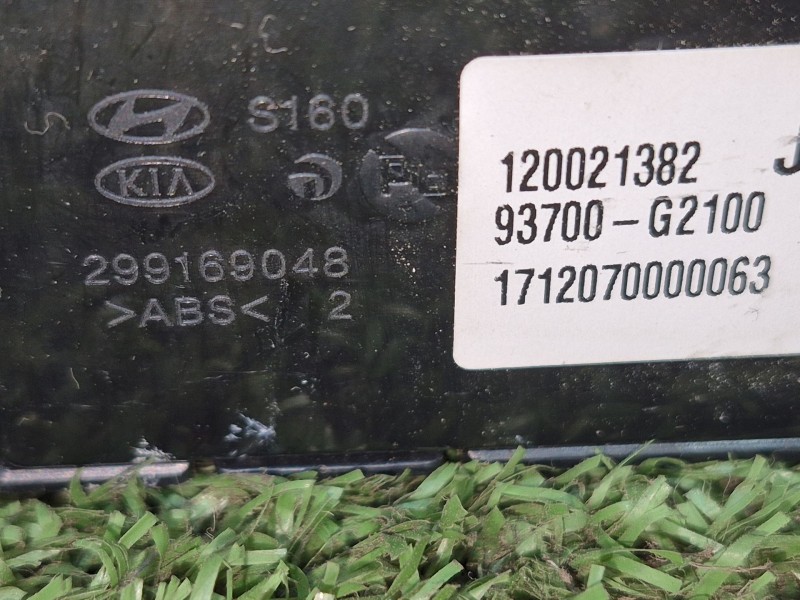 S160
KIA
299169048
>ABS< 2
120021382 J
93700-G2100
1712070000063